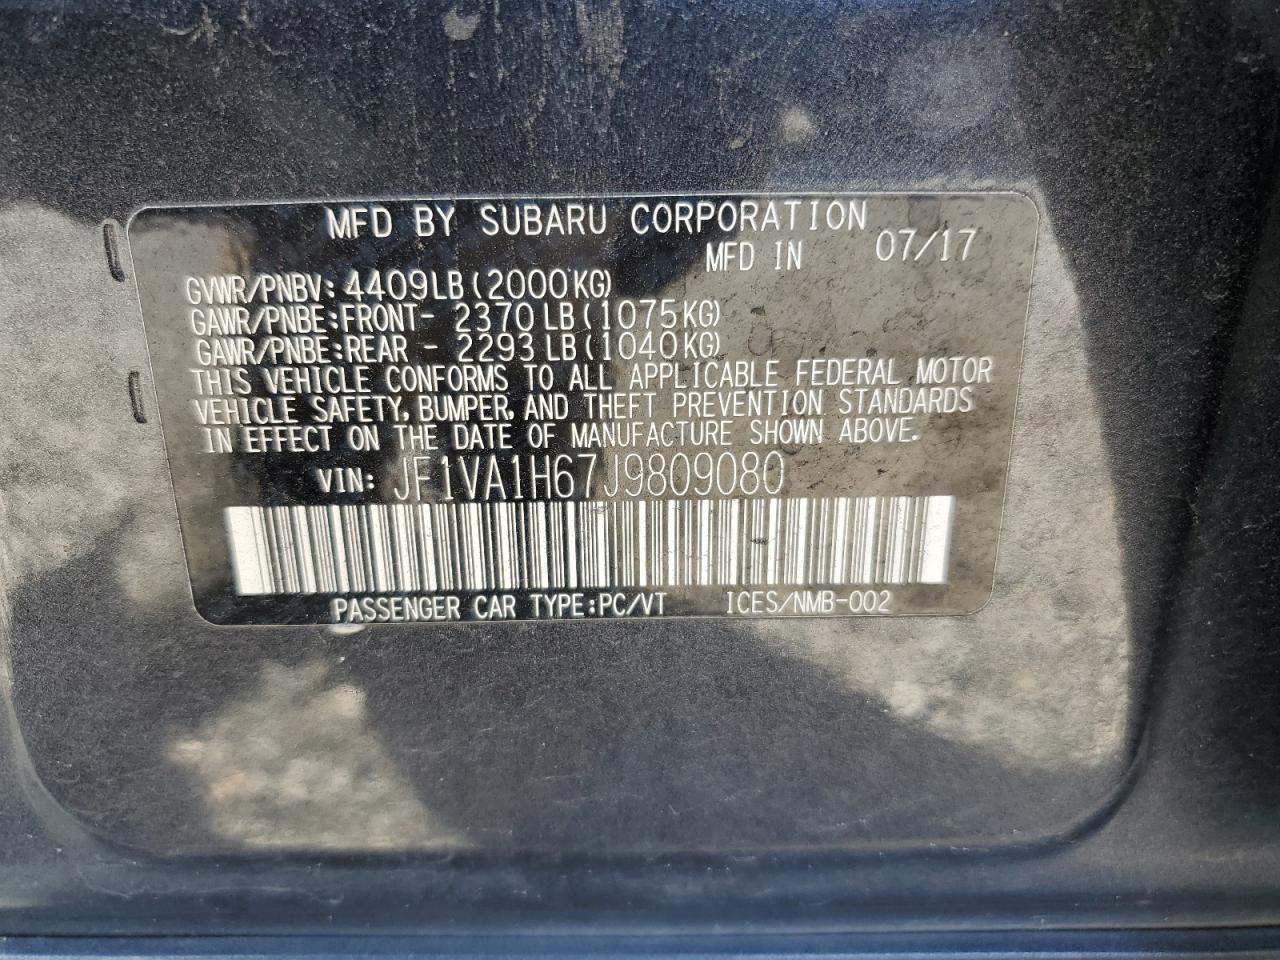 MFD BY SUBARU CORPORATION
MFD IN 07/17
GVWR/PNBV: 4409LB (2000KG)
GAWR/PNBE:FRONT- 2370LB (1075KG)
GAWR/PNBE:REAR - 2293LB (1040KG)
THIS VEHICLE CONFORMS TO ALL APPLICABLE FEDERAL MOTOR
VEHICLE SAFETY, BUMPER, AND THEFT PREVENTION STANDARDS
IN EFFECT ON THE DATE OF MANUFACTURE SHOWN ABOVE.
VIN: JF1VA1H67J9809080
PASSENGER CAR TYPE:PC/VT ICES/NMB-002